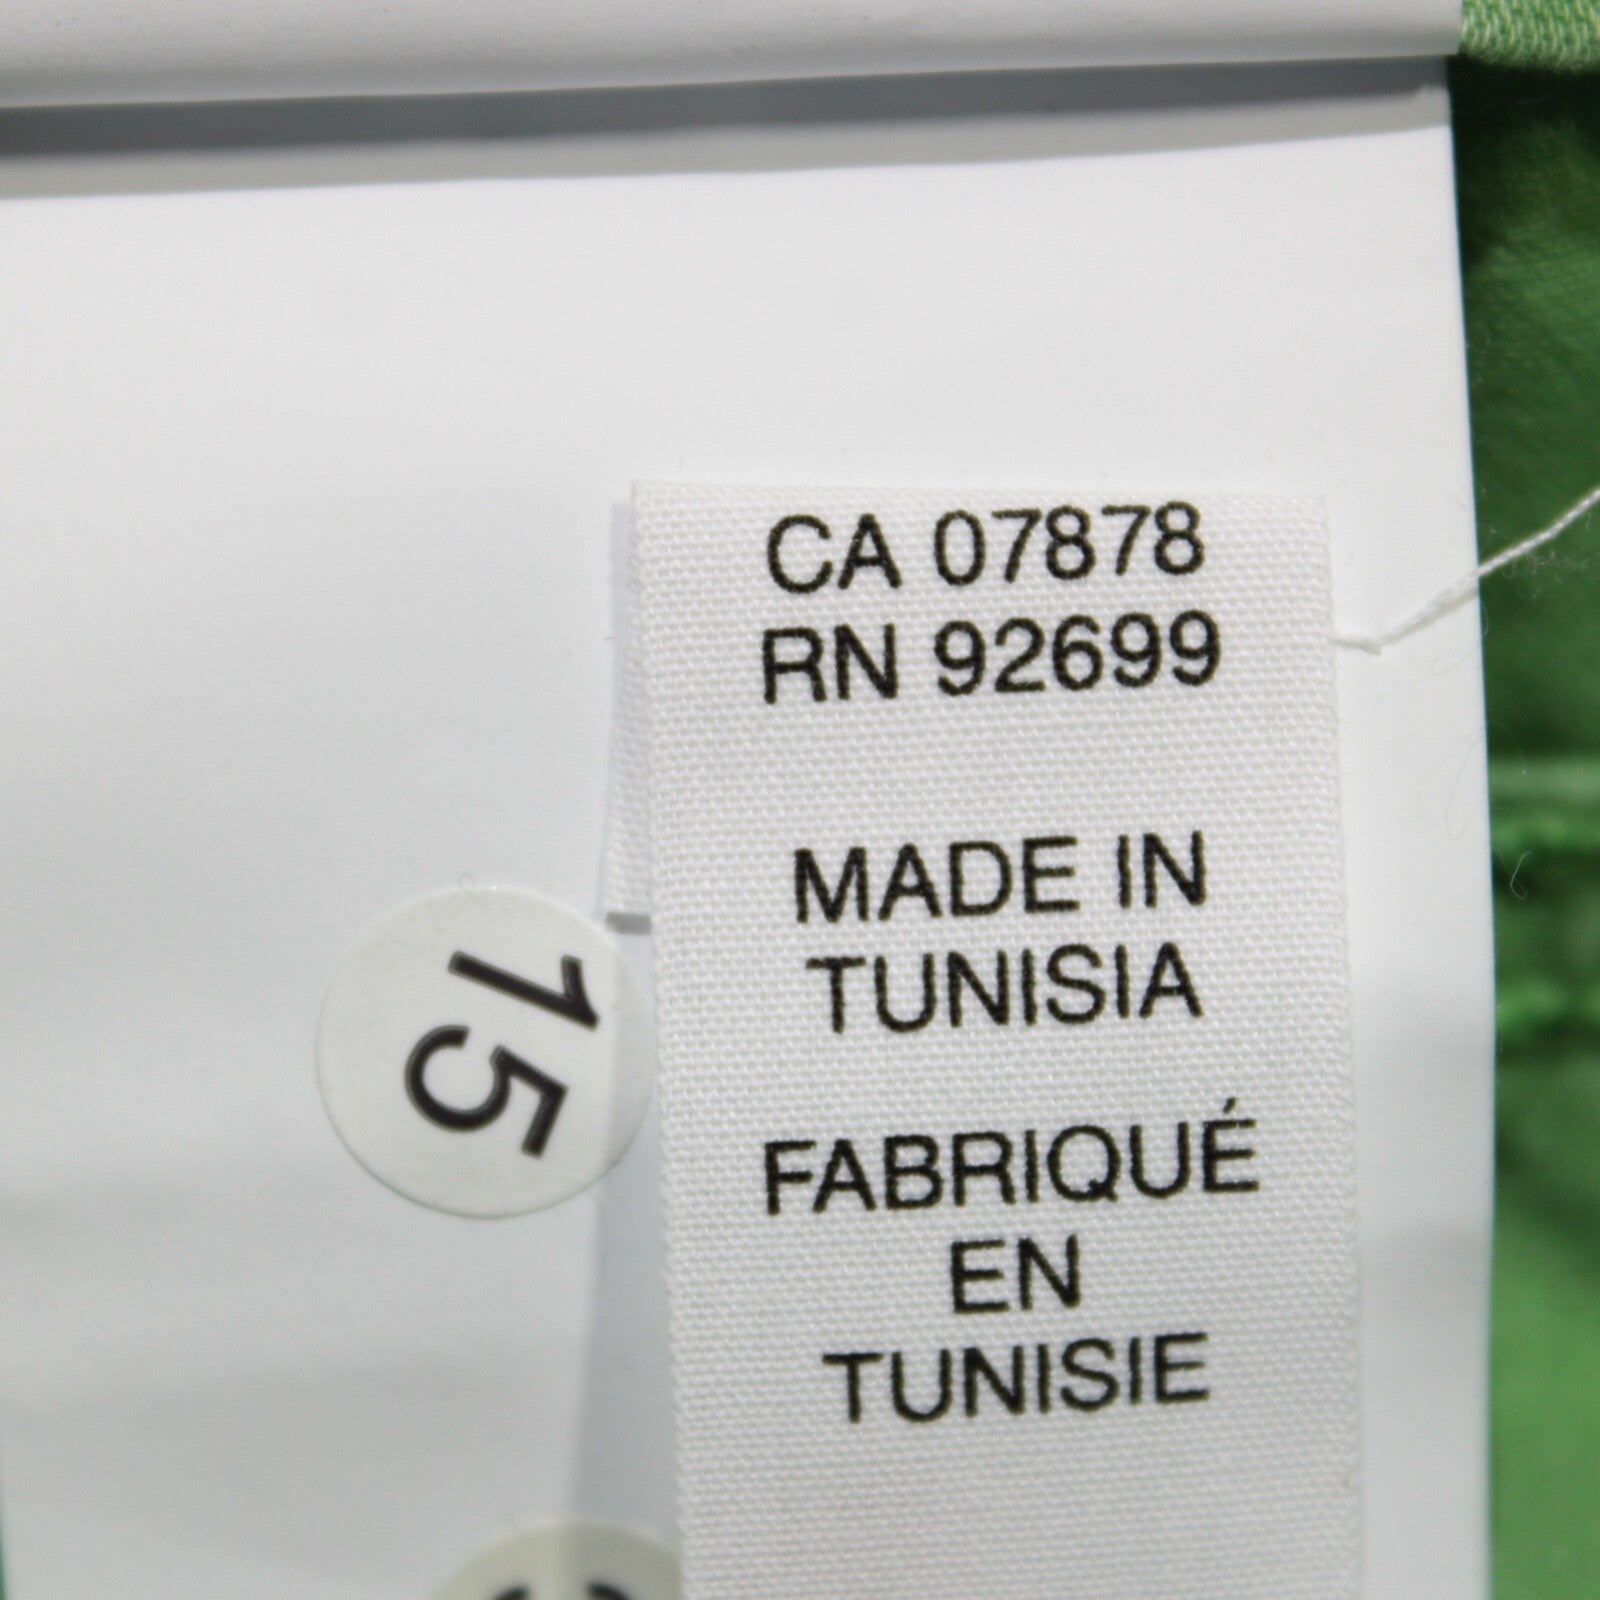 CA 07878
RN 92699
MADE IN
TUNISIA
FABRIQUÉ
EN
TUNISIE
15